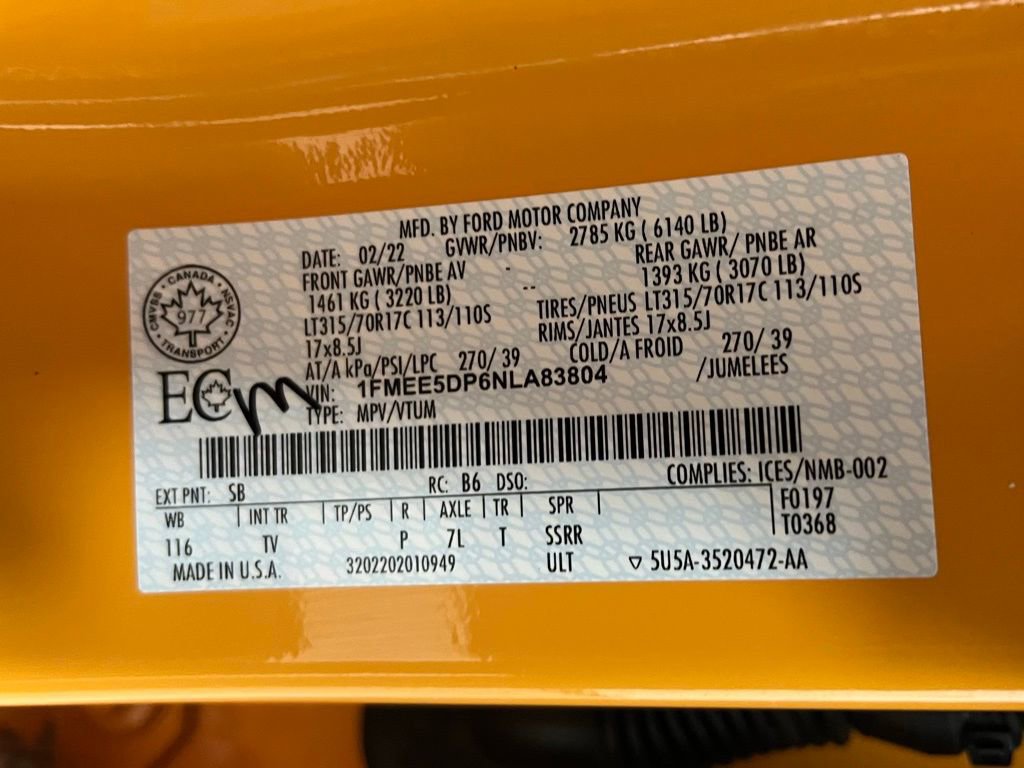 MFD. BY FORD MOTOR COMPANY
DATE: 02/22 GVWR/PNBV: 2785 KG ( 6140 LB)
FRONT GAWR/PNBE AV - REAR GAWR/ PNBE AR
1461 KG ( 3220 LB) -- 1393 KG ( 3070 LB)
LT315/70R17C 113/110S TIRES/PNEUS LT315/70R17C 113/110S
17x8.5J RIMS/JANTES 17x8.5J
AT/A kPa/PSI/LPC 270/ 39 COLD/A FROID 270/ 39
VIN: 1FMEE5DP6NLA83804 /JUMELEES
TYPE: MPV/VTUM
CANADA
CMVSS NSVAC
977
TRANSPORT
EC
m
COMPLIES: ICES/NMB-002
EXT PNT: SB RC: B6 DSO:
WB INT TR TP/PS R AXLE TR SPR F0197
116 TV P 7L T SSRR T0368
MADE IN U.S.A. 3202202010949 ULT ▽ 5U5A-3520472-AA